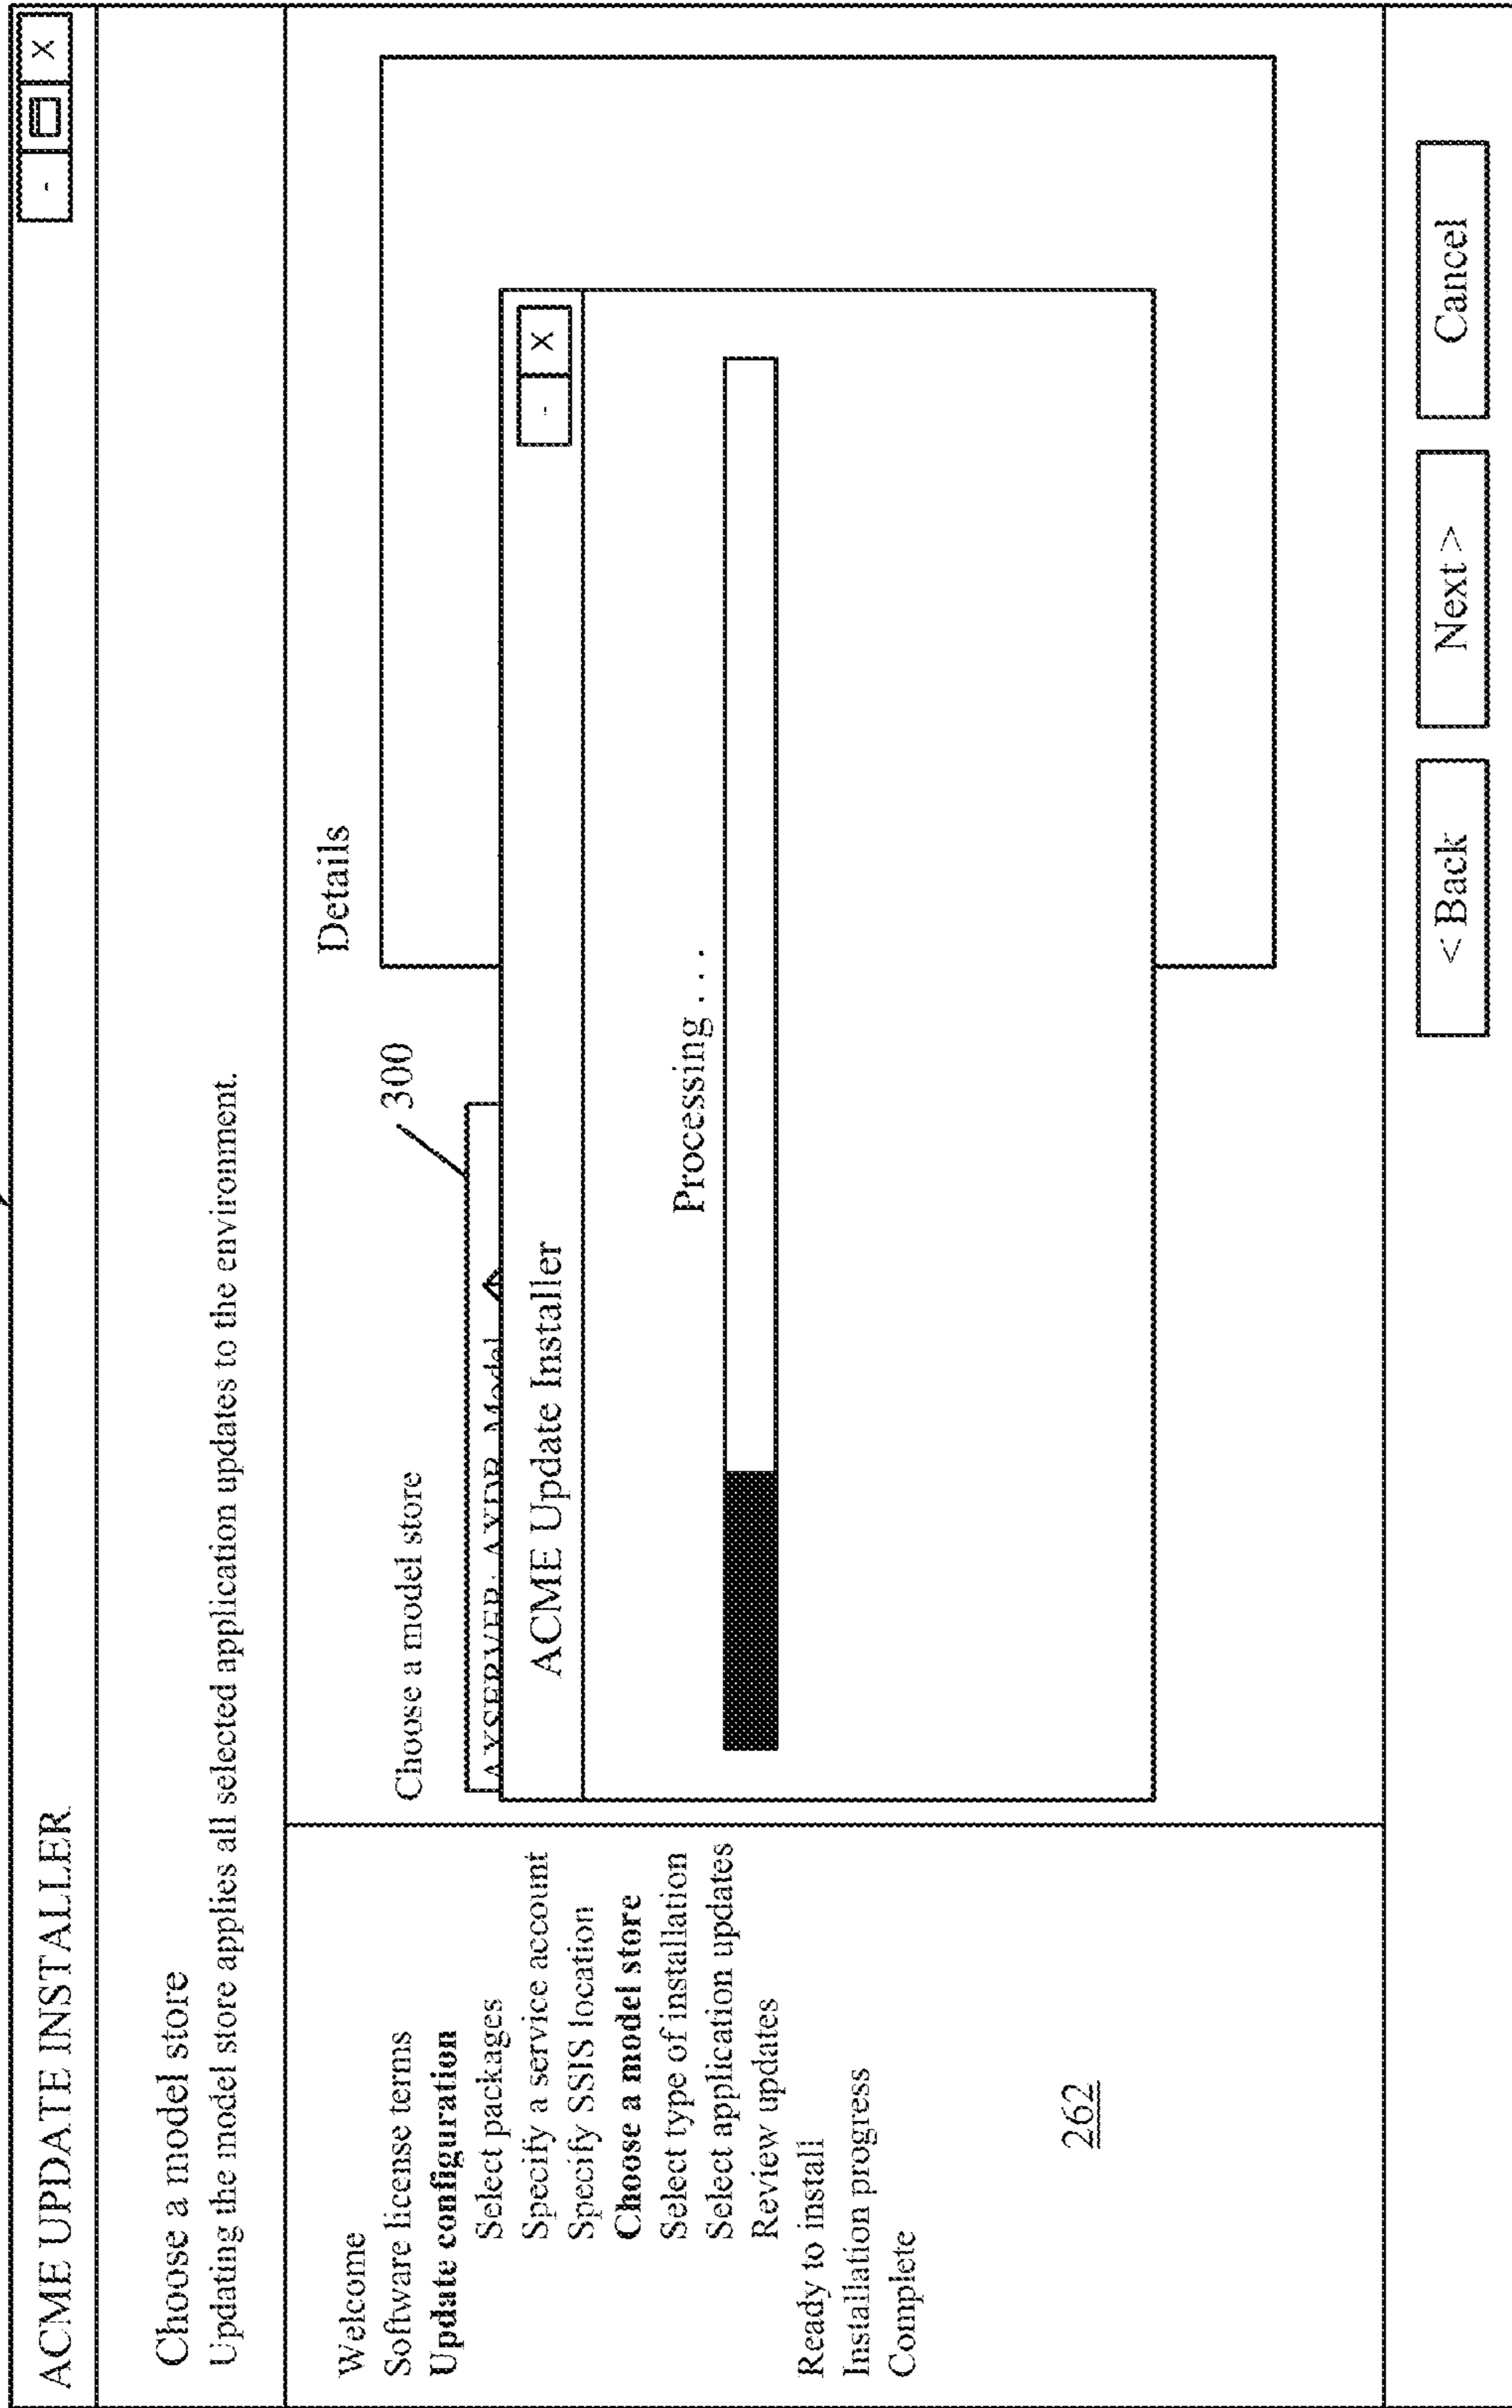 ACME UPDATE INSTALLER
- X
Choose a model store
Updating the model store applies all selected application updates to the environment.
Welcome
Software license terms
Update configuration
Select packages
Specify a service account
Specify SSIS location
Choose a model store
Select type of installation
Select application updates
Review updates
Ready to install
Installation progress
Complete
262
Choose a model store
300
Details
AXSERVER: AXDB Model
ACME Update Installer
- X
Processing . . .
< Back
Next >
Cancel